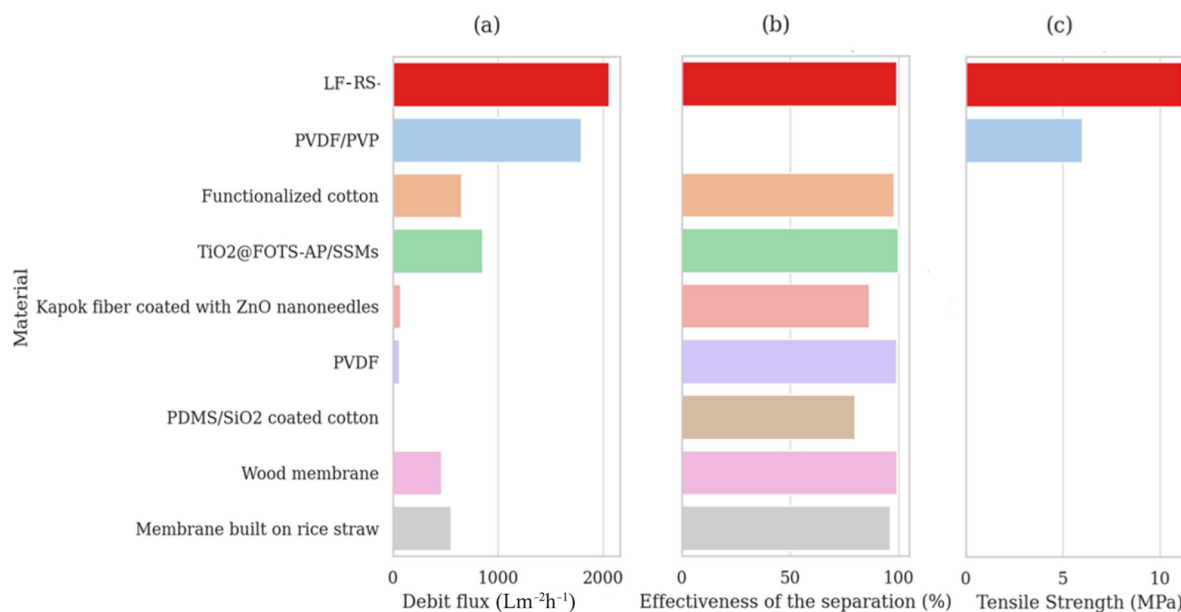 (a)
(b)
(c)
LF-RS-
PVDF/PVP
Functionalized cotton
TiO2@FOTS-AP/SSMs
Kapok fiber coated with ZnO nanoneedles
PVDF
PDMS/SiO2 coated cotton
Wood membrane
Membrane built on rice straw
Material
0 1000 2000
0 50 100
0 5 10
Debit flux (Lm⁻²h⁻¹)
Effectiveness of the separation (%)
Tensile Strength (MPa)